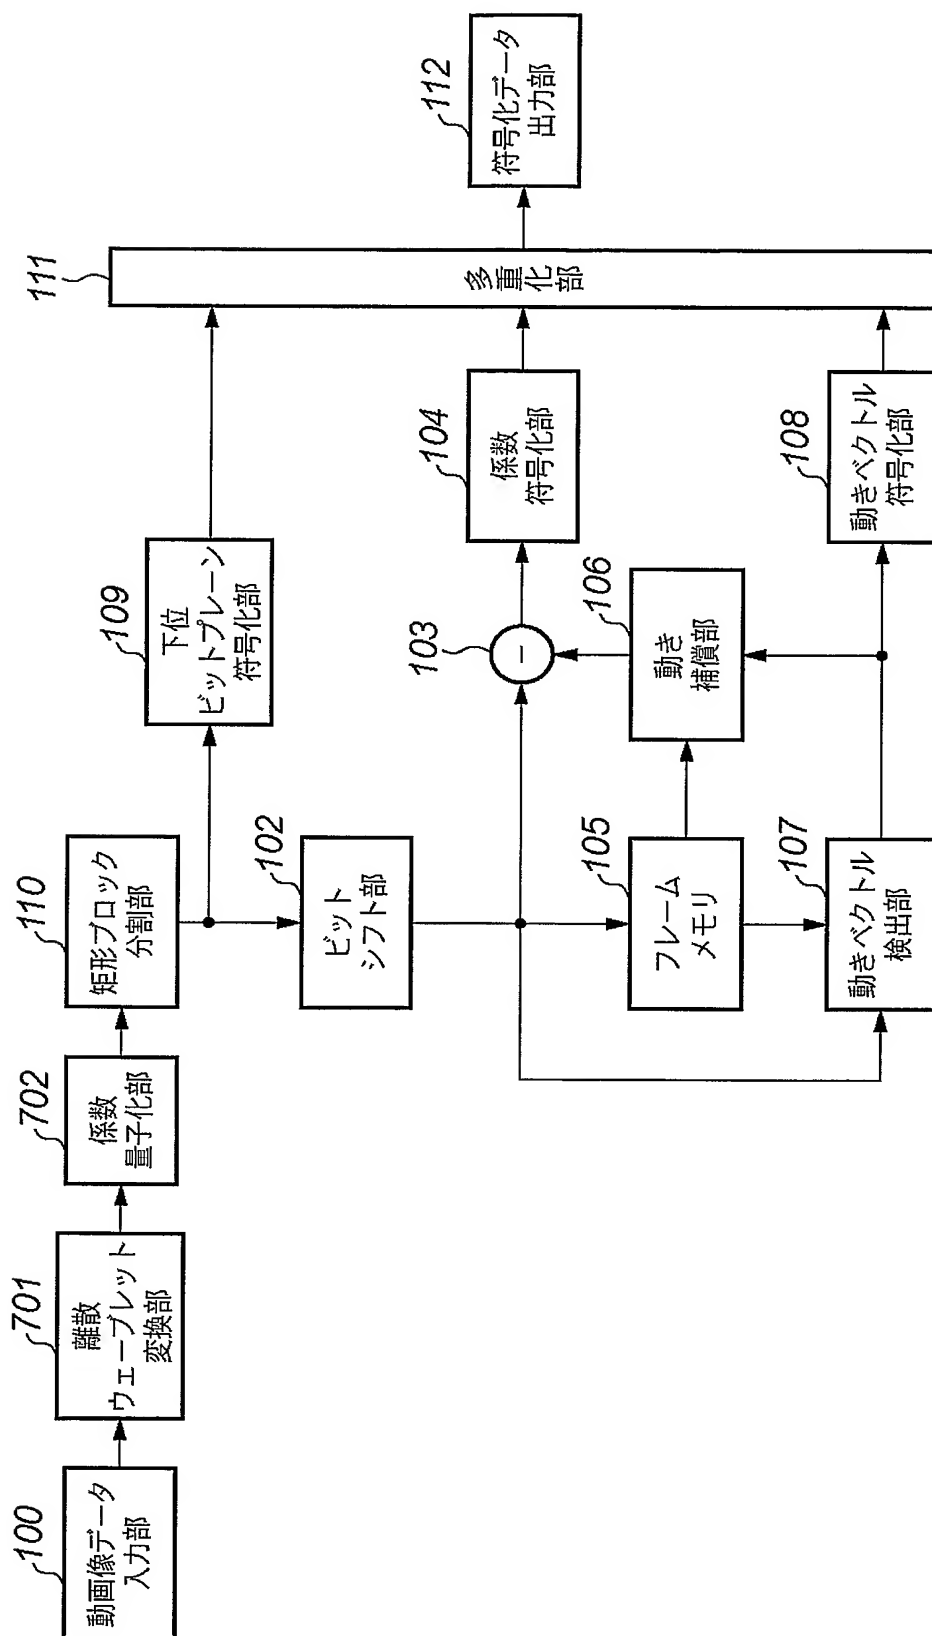 100
動画像データ
入力部
701
離散
ウェーブレット
変換部
702
係数
量子化部
110
矩形ブロック
分割部
109
下位
ビットプレーン
符号化部
102
ビット
シフト部
103
−
104
係数
符号化部
105
フレーム
メモリ
106
動き
補償部
107
動きベクトル
検出部
108
動きベクトル
符号化部
111
多重化部
112
符号化データ
出力部